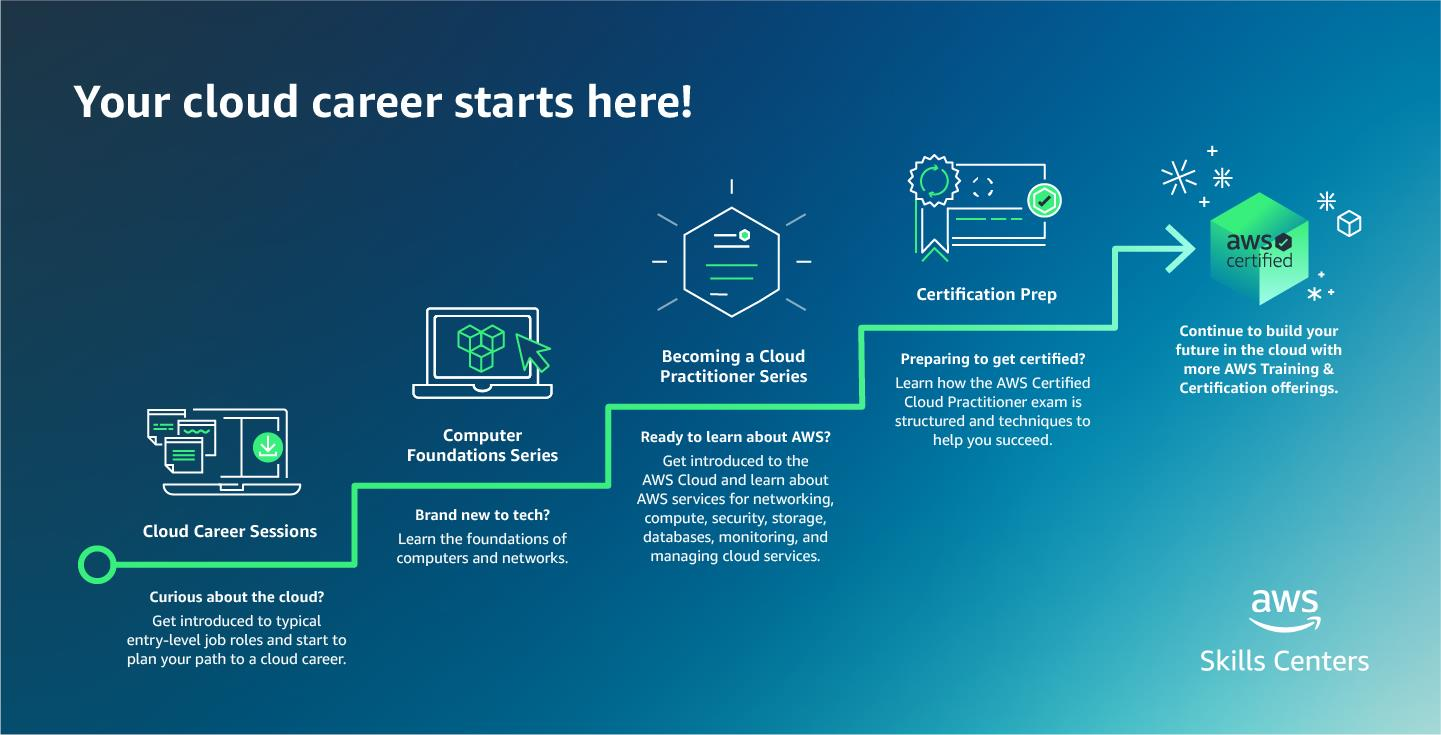 Your cloud career starts here!
Cloud Career Sessions
Curious about the cloud?
Get introduced to typical
entry-level job roles and start to
plan your path to a cloud career.
Computer
Foundations Series
Brand new to tech?
Learn the foundations of
computers and networks.
Becoming a Cloud
Practitioner Series
Ready to learn about AWS?
Get introduced to the
AWS Cloud and learn about
AWS services for networking,
compute, security, storage,
databases, monitoring, and
managing cloud services.
Certification Prep
Preparing to get certified?
Learn how the AWS Certified
Cloud Practitioner exam is
structured and techniques to
help you succeed.
aws
certified
Continue to build your
future in the cloud with
more AWS Training &
Certification offerings.
aws
Skills Centers